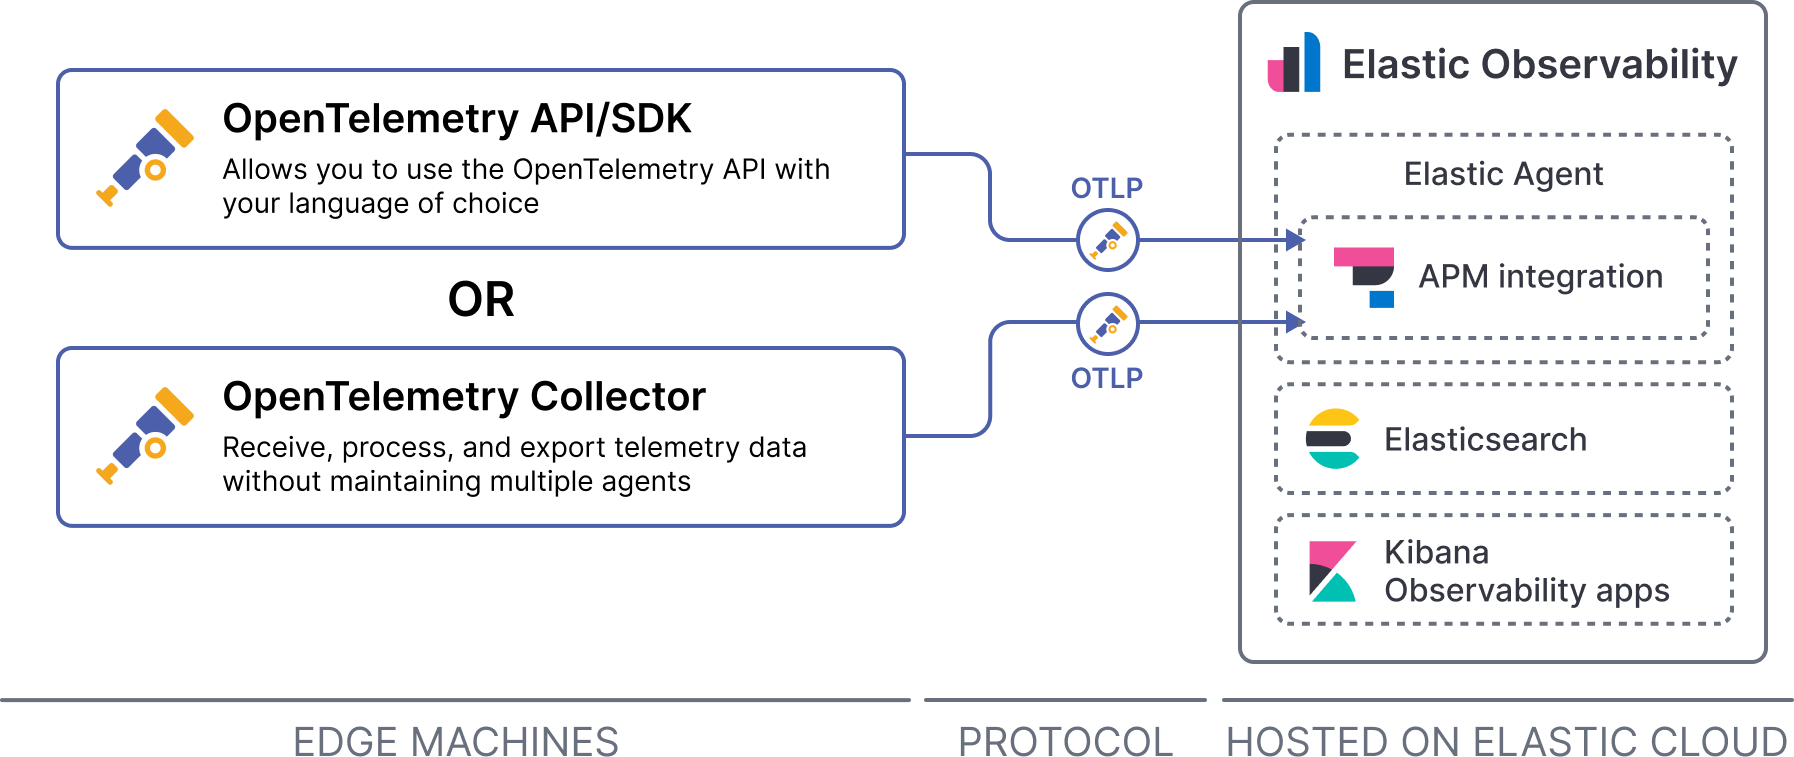 OpenTelemetry API/SDK
Allows you to use the OpenTelemetry API with
your language of choice
OR
OpenTelemetry Collector
Receive, process, and export telemetry data
without maintaining multiple agents
OTLP
OTLP
Elastic Observability
Elastic Agent
APM integration
Elasticsearch
Kibana
Observability apps
EDGE MACHINES
PROTOCOL
HOSTED ON ELASTIC CLOUD